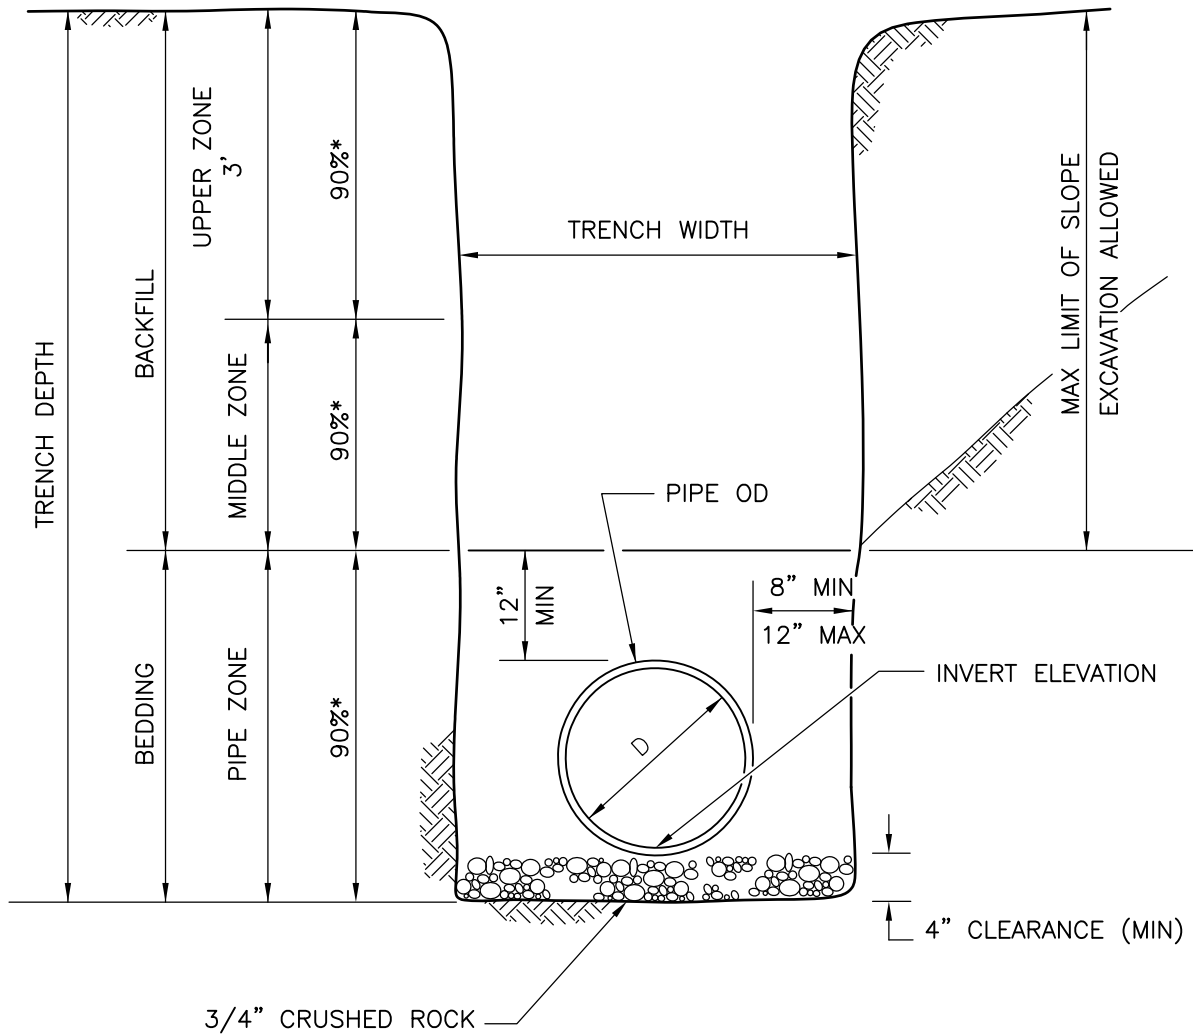 TRENCH DEPTH
BACKFILL
UPPER ZONE
3'
90%*
TRENCH WIDTH
MAX LIMIT OF SLOPE
EXCAVATION ALLOWED
MIDDLE ZONE
90%*
PIPE OD
12”
MIN
8” MIN
12” MAX
INVERT ELEVATION
BEDDING
PIPE ZONE
90%*
D
4” CLEARANCE (MIN)
3/4” CRUSHED ROCK